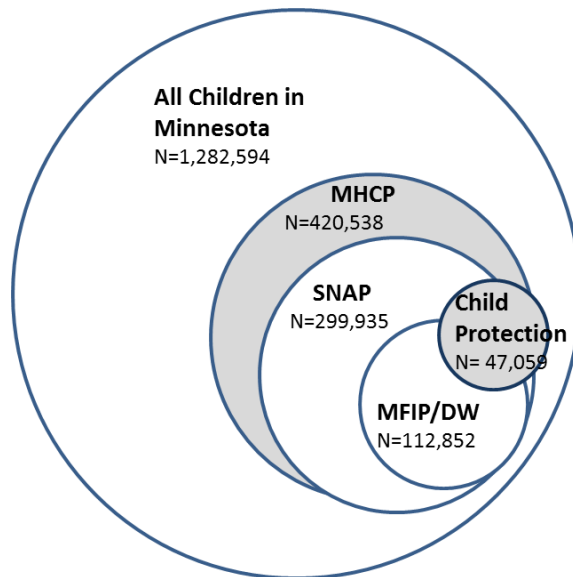 All Children in
Minnesota
N=1,282,594
MHCP
N=420,538
SNAP
N=299,935
Child
Protection
N= 47,059
MFIP/DW
N=112,852